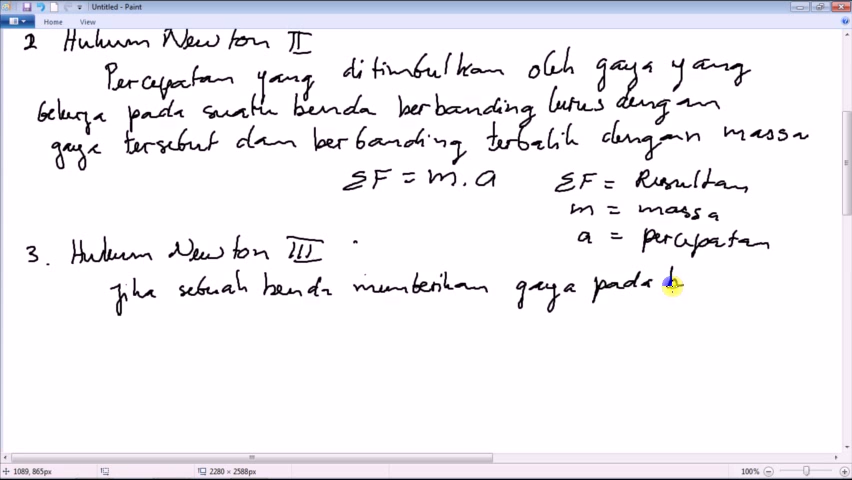 Untitled - Paint
Home View
2 Hukum Newton II
Percepatan yang ditimbulkan oleh gaya yang
bekerja pada suatu benda berbanding lurus dengan
gaya tersebut dan berbanding terbalik dengan massa
ΣF = m.a
ΣF = Resultan
m = massa
a = percepatan
3. Hukum Newton III
Jika sebuah benda memberikan gaya pada b
1089, 865px
2280 × 2588px
100%